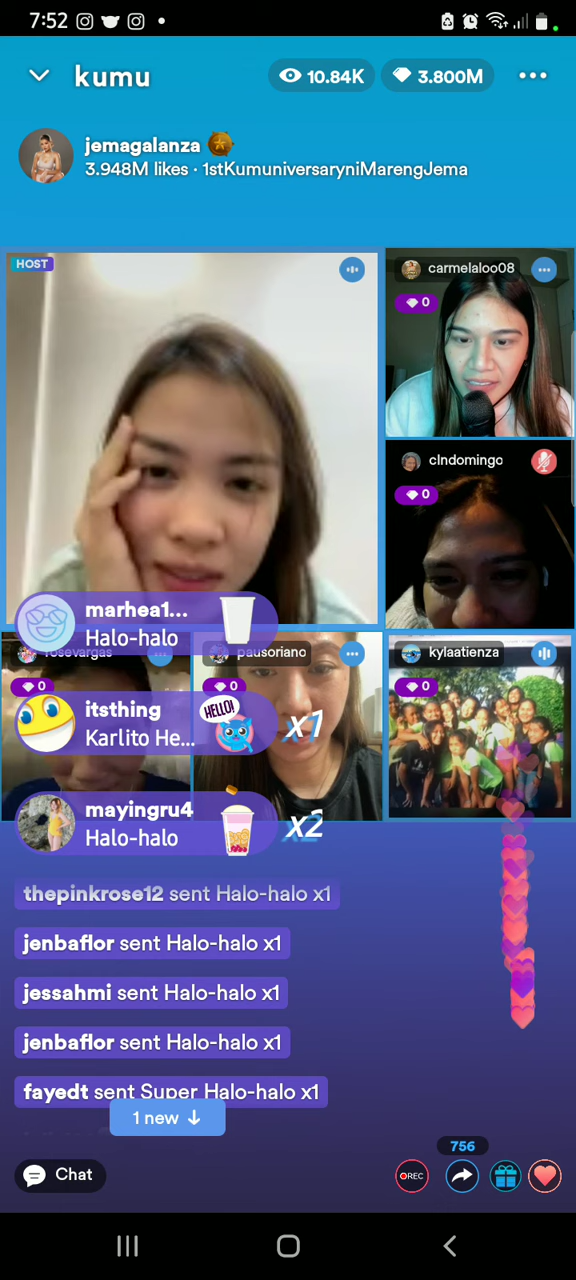 7:52
kumu
10.84K
3.800M
jemagalanza
3.948M likes · 1stKumuniversaryniMarengJema
HOST
carmelaloo08
0
clndomingo
0
marhea1...
Halo-halo
rosevargas
pausoriano
kylaatienza
0
0
0
itsthing
Karlito He...
HELLO!
x1
mayingru4
Halo-halo
x2
thepinkrose12 sent Halo-halo x1
jenbaflor sent Halo-halo x1
jessahmi sent Halo-halo x1
jenbaflor sent Halo-halo x1
fayedt sent Super Halo-halo x1
1 new
756
Chat
REC